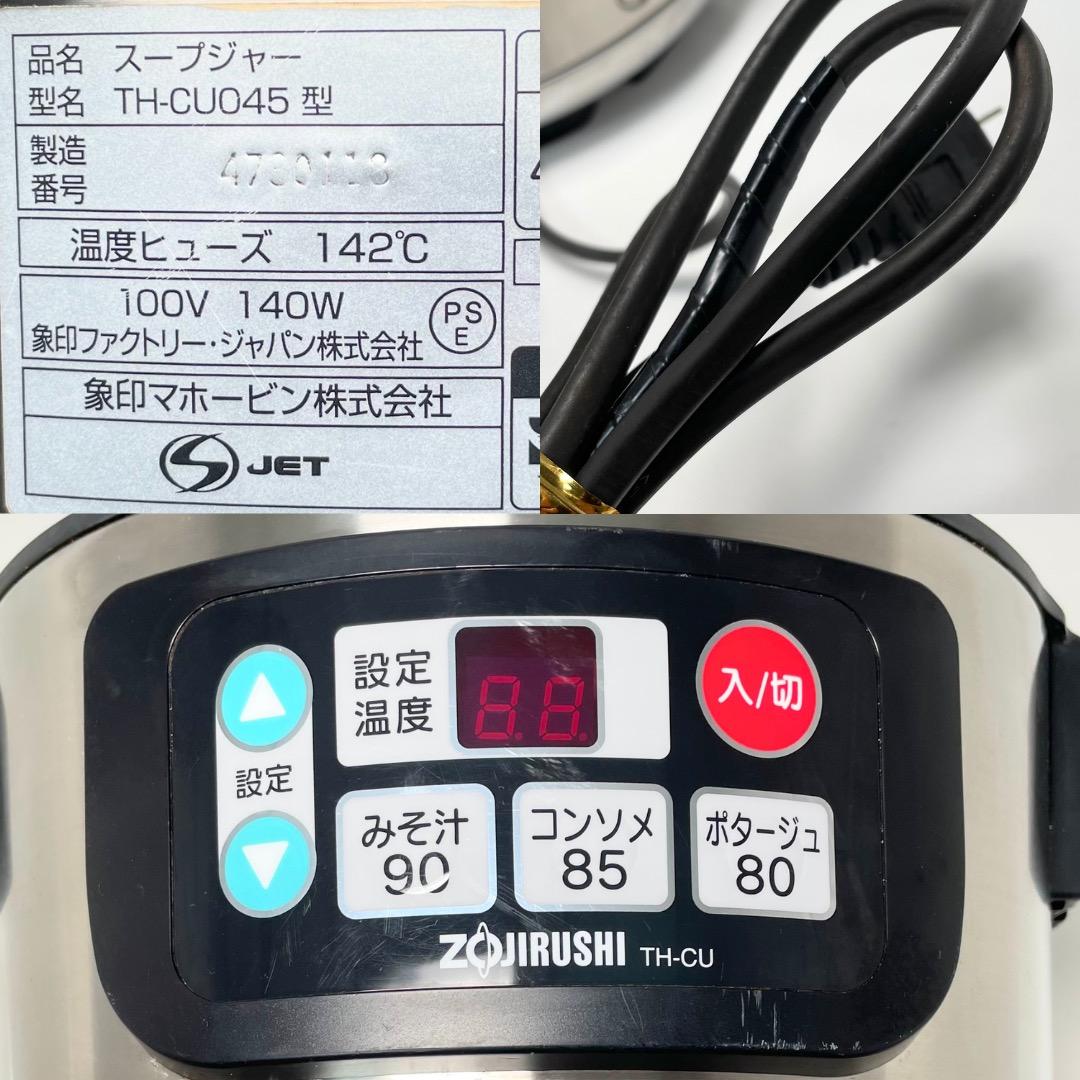 品名 スープジャー
型名 TH-CU045 型
製造番号
温度ヒューズ 142℃
100V 140W
象印ファクトリー・ジャパン株式会社
PS
E
象印マホービン株式会社
JET
設定温度
入/切
設定
みそ汁
90
コンソメ
85
ポタージュ
80
ZOJIRUSHI TH-CU